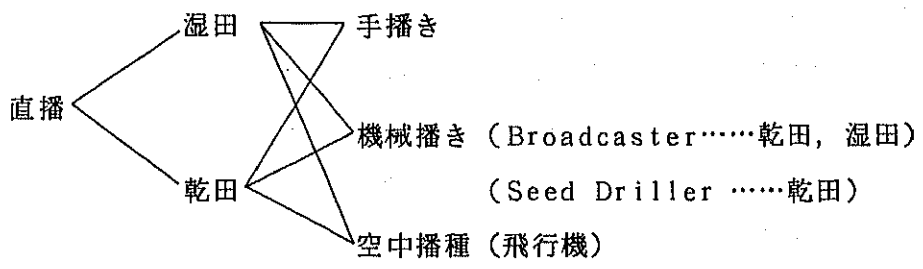 湿田 手播き
直播
機械播き (Broadcaster……乾田, 湿田)
乾田 (Seed Driller ……乾田)
空中播種 (飛行機)